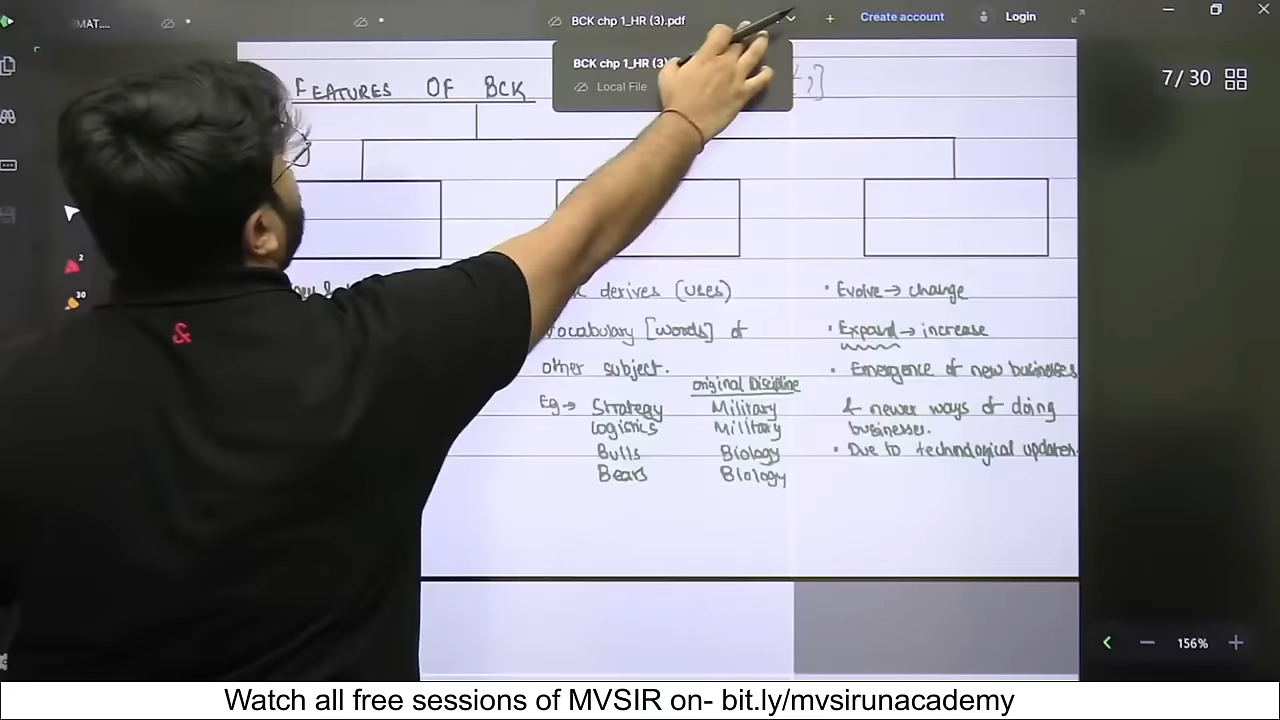 MAT....
BCK chp 1_HR (3).pdf
Create account
Login
BCK chp 1_HR (3)
Local File
7/30
FEATURES OF BCK
derives (uses)
vocabulary [words] of
other subject.
original Discipline
Eg → Strategy Military
Logistics Military
Bulls Biology
Bears Biology
• Evolve → change
• Expand → increase
• Emergence of new businesses
& newer ways of doing
businesses.
• Due to technological updates.
&
2
30
156%
Watch all free sessions of MVSIR on- bit.ly/mvsirunacademy